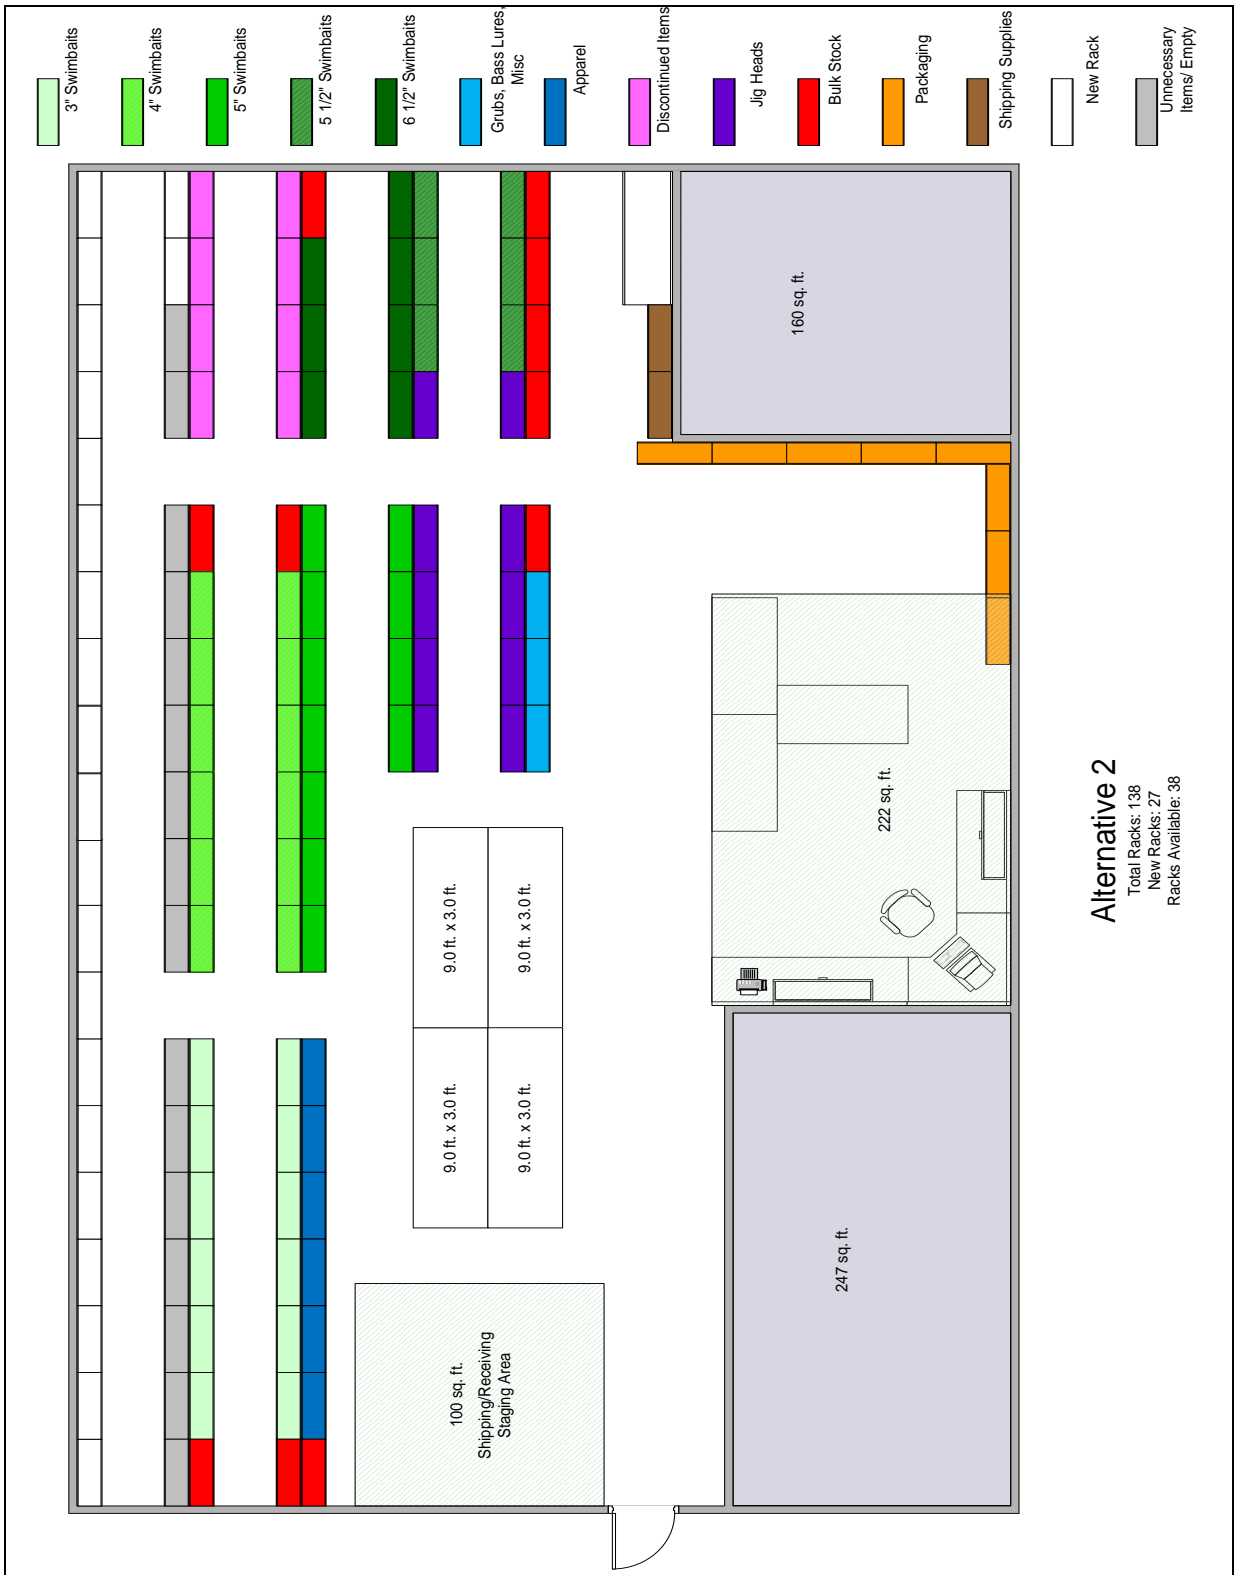 3" Swimbaits
4" Swimbaits
5" Swimbaits
5 1/2" Swimbaits
6 1/2" Swimbaits
Grubs, Bass Lures,
Misc
Apparel
Discontinued Items
Jig Heads
Bulk Stock
Packaging
Shipping Supplies
New Rack
Unnecessary
Items/ Empty
160 sq. ft.
222 sq. ft.
9.0 ft. x 3.0 ft.
9.0 ft. x 3.0 ft.
9.0 ft. x 3.0 ft.
9.0 ft. x 3.0 ft.
100 sq. ft.
Shipping/Receiving
Staging Area
247 sq. ft.
Alternative 2
Total Racks: 138
New Racks: 27
Racks Available: 38